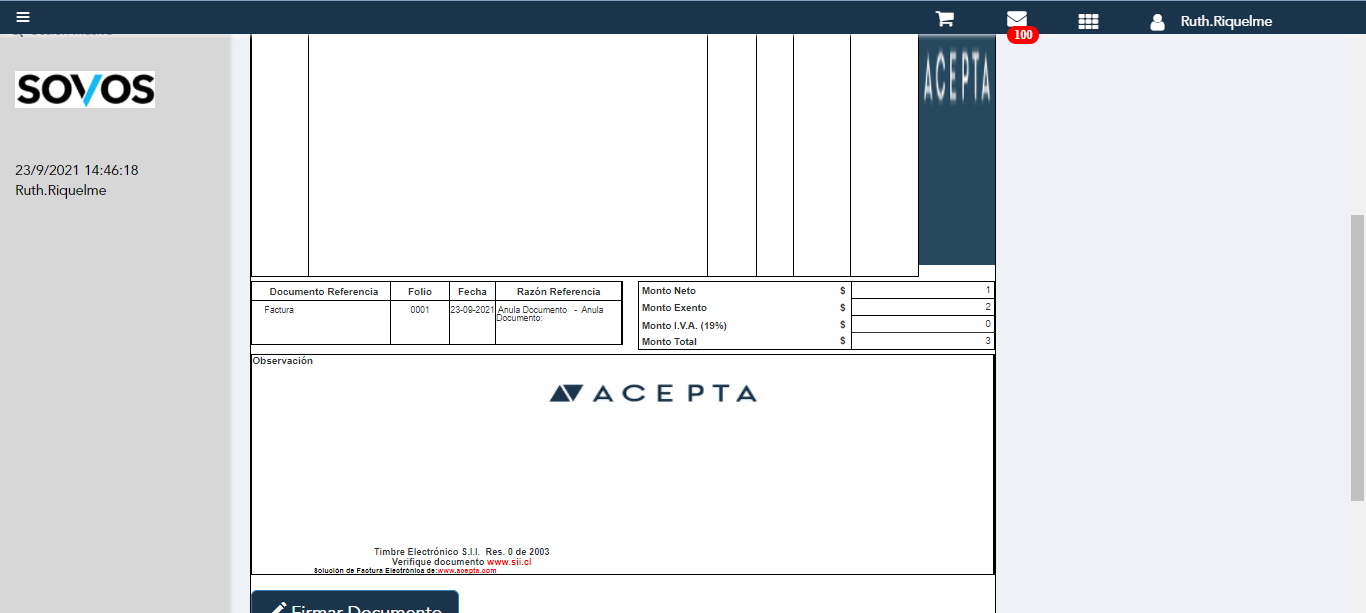 Ruth.Riquelme
100
SOVOS
23/9/2021 14:46:18
Ruth.Riquelme
ACEPTA
Documento Referencia Folio Fecha Razón Referencia
Factura 0001 23-09-2021 Anula Documento - Anula
Documento:
Monto Neto $ 1
Monto Exento $ 2
Monto I.V.A. (19%) $ 0
Monto Total $ 3
Observación
ACEPTA
Timbre Electrónico S.I.I. Res. 0 de 2003
Verifique documento www.sii.cl
Solución de Factura Electrónica de:www.acepta.com
Firmar Documento